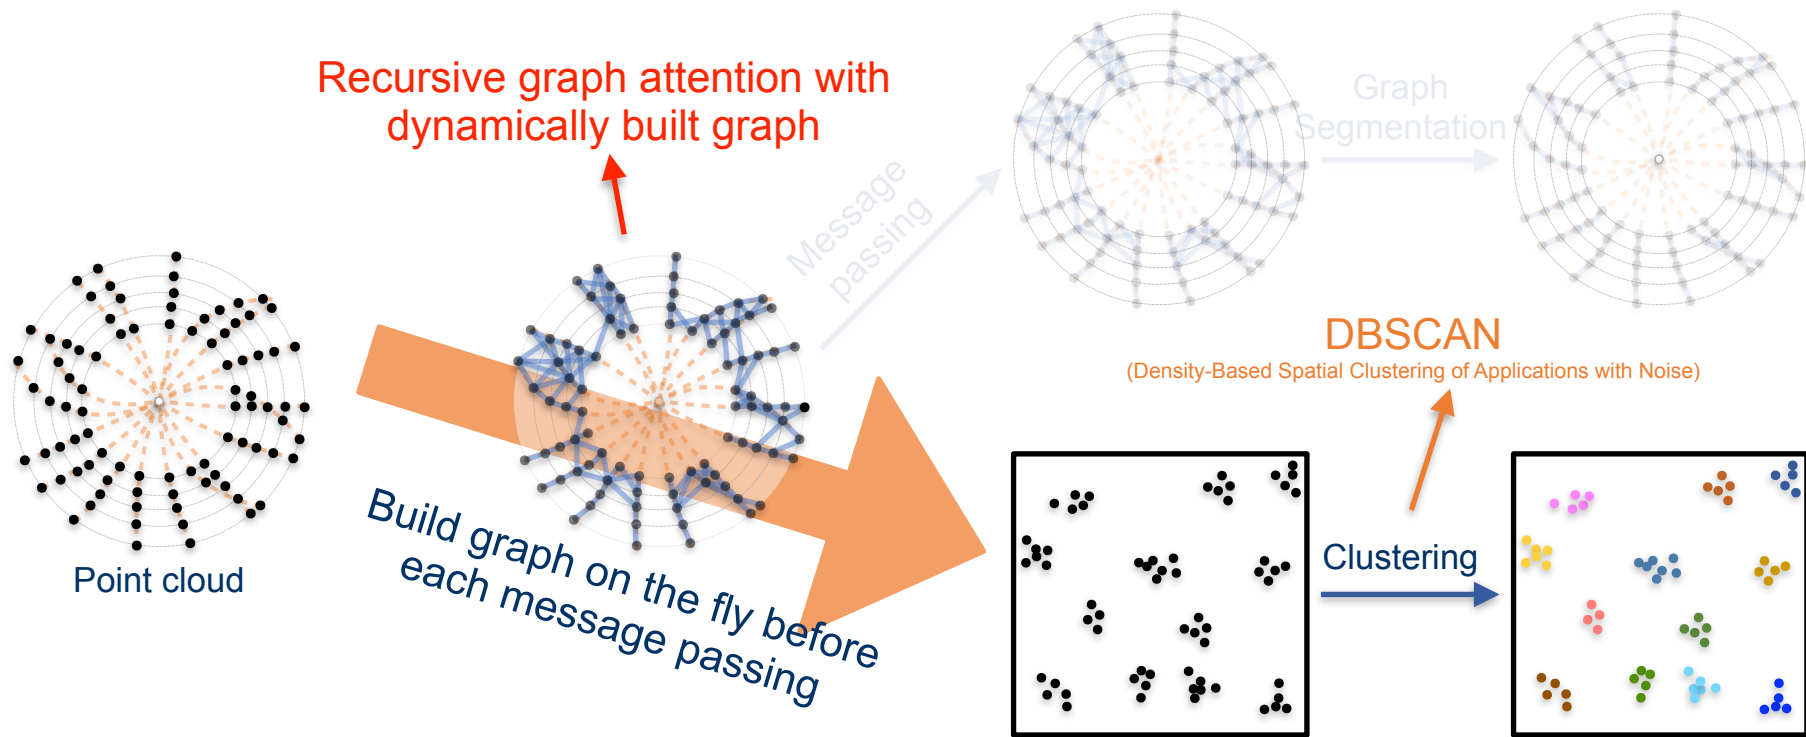 Recursive graph attention with
dynamically built graph
Graph
Segmentation
Message
passing
DBSCAN
(Density-Based Spatial Clustering of Applications with Noise)
Point cloud
Build graph on the fly before
each message passing
Clustering